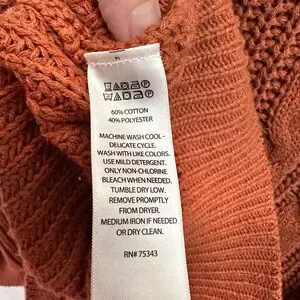 60% COTTON
40% POLYESTER
MACHINE WASH COOL -
DELICATE CYCLE.
WASH WITH LIKE COLORS.
USE MILD DETERGENT.
ONLY NON-CHLORINE
BLEACH WHEN NEEDED.
TUMBLE DRY LOW.
REMOVE PROMPTLY
FROM DRYER.
MEDIUM IRON IF NEEDED
OR DRY CLEAN.
RN# 75343